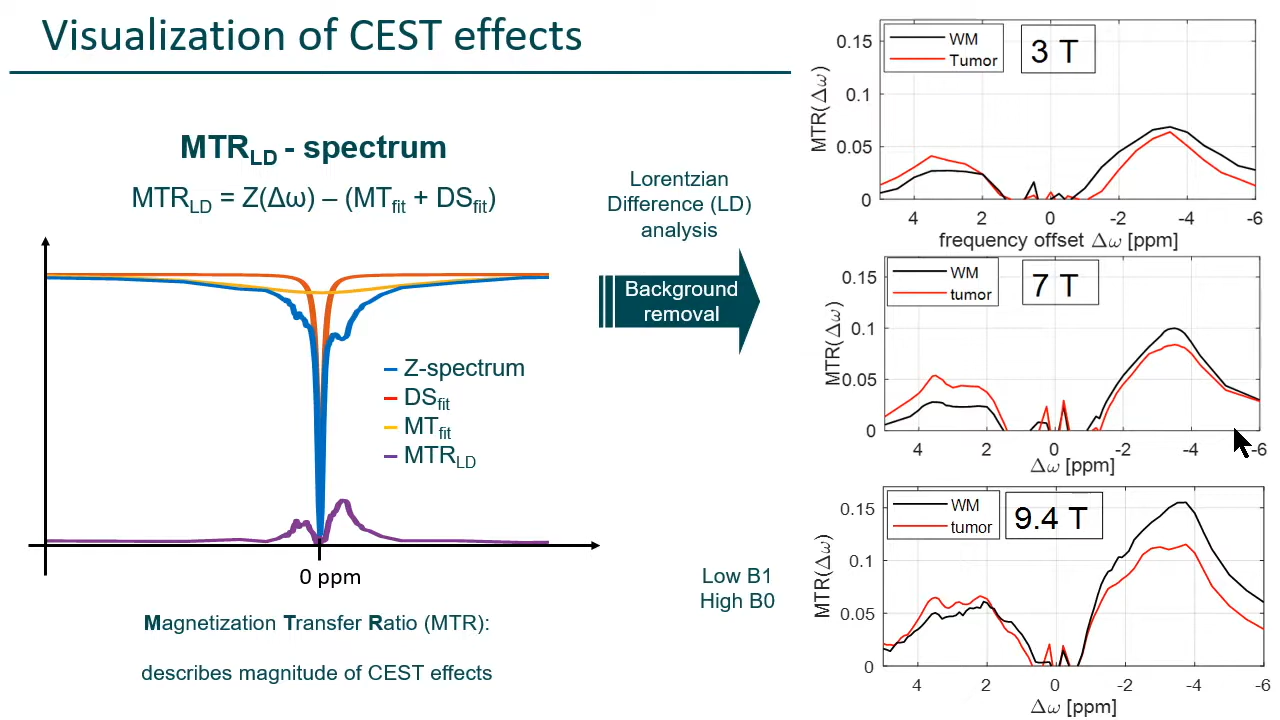 Visualization of CEST effects
MTRLD - spectrum
MTRLD = Z(Δω) – (MTfit + DSfit)
Z-spectrum
DSfit
MTfit
MTRLD
0 ppm
Magnetization Transfer Ratio (MTR):
describes magnitude of CEST effects
Lorentzian
Difference (LD)
analysis
Background
removal
Low B1
High B0
WM
Tumor
3 T
MTR(Δω)
0.15
0.1
0.05
0
4 2 0 -2 -4 -6
frequency offset Δω [ppm]
WM
tumor
7 T
MTR(Δω)
0.15
0.1
0.05
0
4 2 0 -2 -4 -6
Δω [ppm]
WM
tumor
9.4 T
MTR(Δω)
0.15
0.1
0.05
0
4 2 0 -2 -4 -6
Δω [ppm]